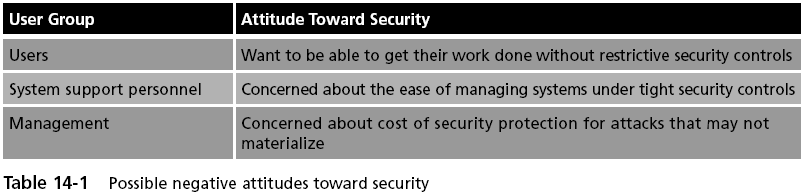 User Group Attitude Toward Security
Users Want to be able to get their work done without restrictive security controls
System support personnel Concerned about the ease of managing systems under tight security controls
Management Concerned about cost of security protection for attacks that may not
materialize
Table 14-1 Possible negative attitudes toward security